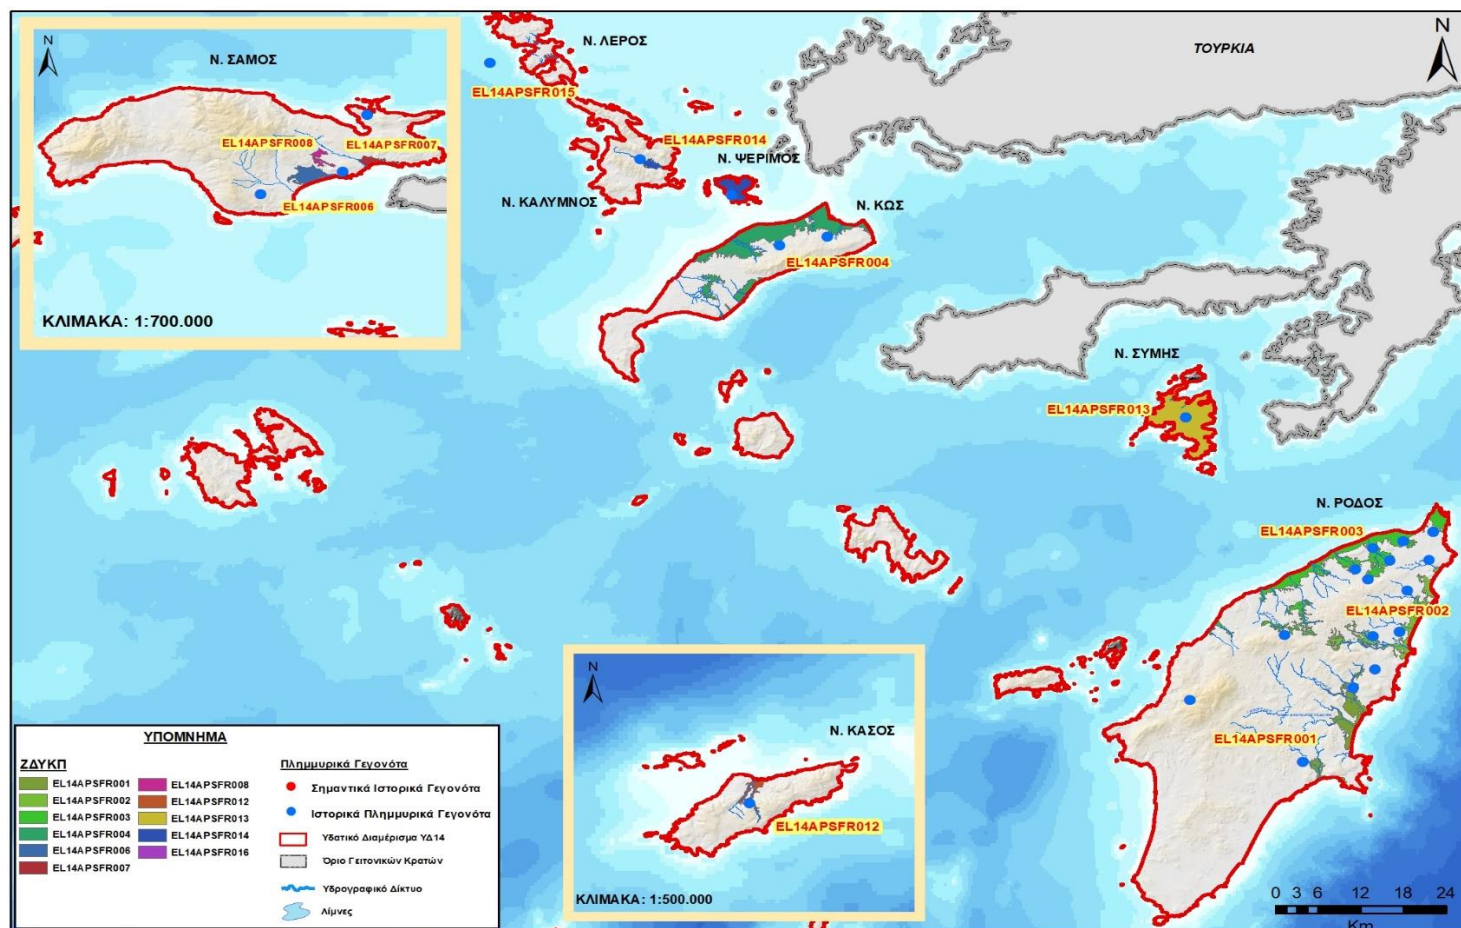 N
Ν. ΣΑΜΟΣ
EL14APSFR008
EL14APSFR007
EL14APSFR006
ΚΛΙΜΑΚΑ: 1:700.000
Ν. ΛΕΡΟΣ
EL14APSFR015
EL14APSFR014
Ν. ΨΕΡΙΜΟΣ
Ν. ΚΑΛΥΜΝΟΣ
Ν. ΚΩΣ
EL14APSFR004
ΤΟΥΡΚΙΑ
N
Ν. ΣΥΜΗΣ
EL14APSFR013
Ν. ΡΟΔΟΣ
EL14APSFR003
EL14APSFR002
EL14APSFR001
N
Ν. ΚΑΣΟΣ
EL14APSFR012
ΚΛΙΜΑΚΑ: 1:500.000
ΥΠΟΜΝΗΜΑ
ΖΔΥΚΠ
EL14APSFR001
EL14APSFR002
EL14APSFR003
EL14APSFR004
EL14APSFR006
EL14APSFR007
EL14APSFR008
EL14APSFR012
EL14APSFR013
EL14APSFR014
EL14APSFR016
Πλημμυρικά Γεγονότα
Σημαντικά Ιστορικά Γεγονότα
Ιστορικά Πλημμυρικά Γεγονότα
Υδατικό Διαμέρισμα ΥΔ14
Όριο Γειτονικών Κρατών
Υδρογραφικό Δίκτυο
Λίμνες
0 3 6 12 18 24
Km